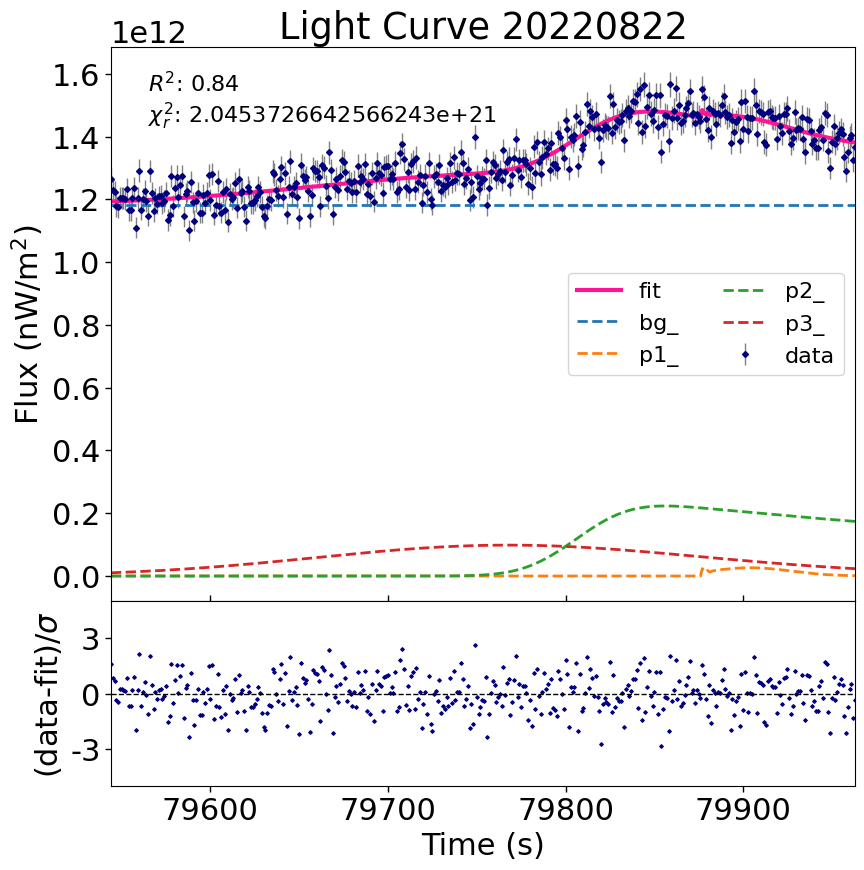 Light Curve 20220822
1e12
R²: 0.84
χ²ᵣ: 2.0453726642566243e+21
1.6
1.4
1.2
1.0
0.8
0.6
0.4
0.2
0.0
Flux (nW/m²)
fit
bg_
p1_
p2_
p3_
data
3
0
-3
(data-fit)/σ
79600 79700 79800 79900
Time (s)